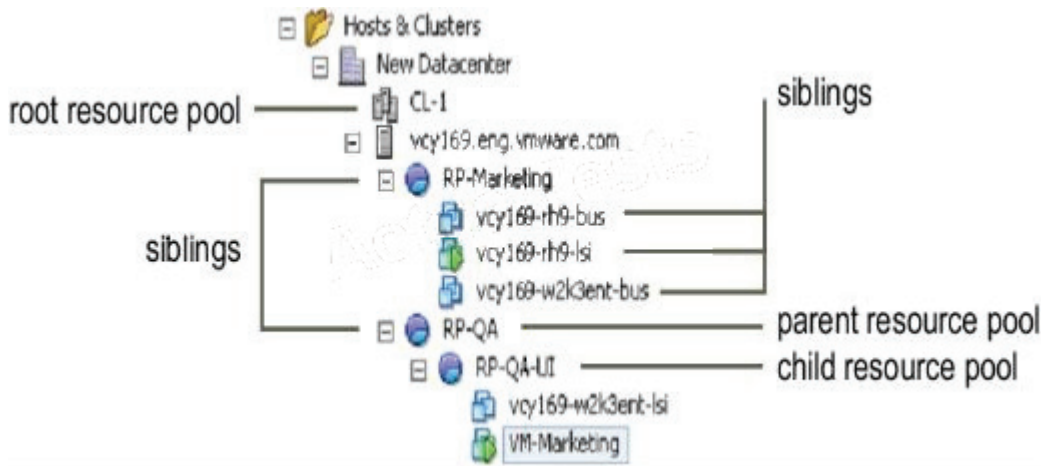 Hosts & Clusters
New Datacenter
root resource pool
CL-1
siblings
vcy169.eng.vmware.com
RP-Marketing
vcy169-rh9-bus
siblings
vcy169-rh9-lsi
vcy169-w2k3ent-bus
RP-QA
parent resource pool
RP-QA-UI
child resource pool
vcy169-w2k3ent-lsi
VM-Marketing